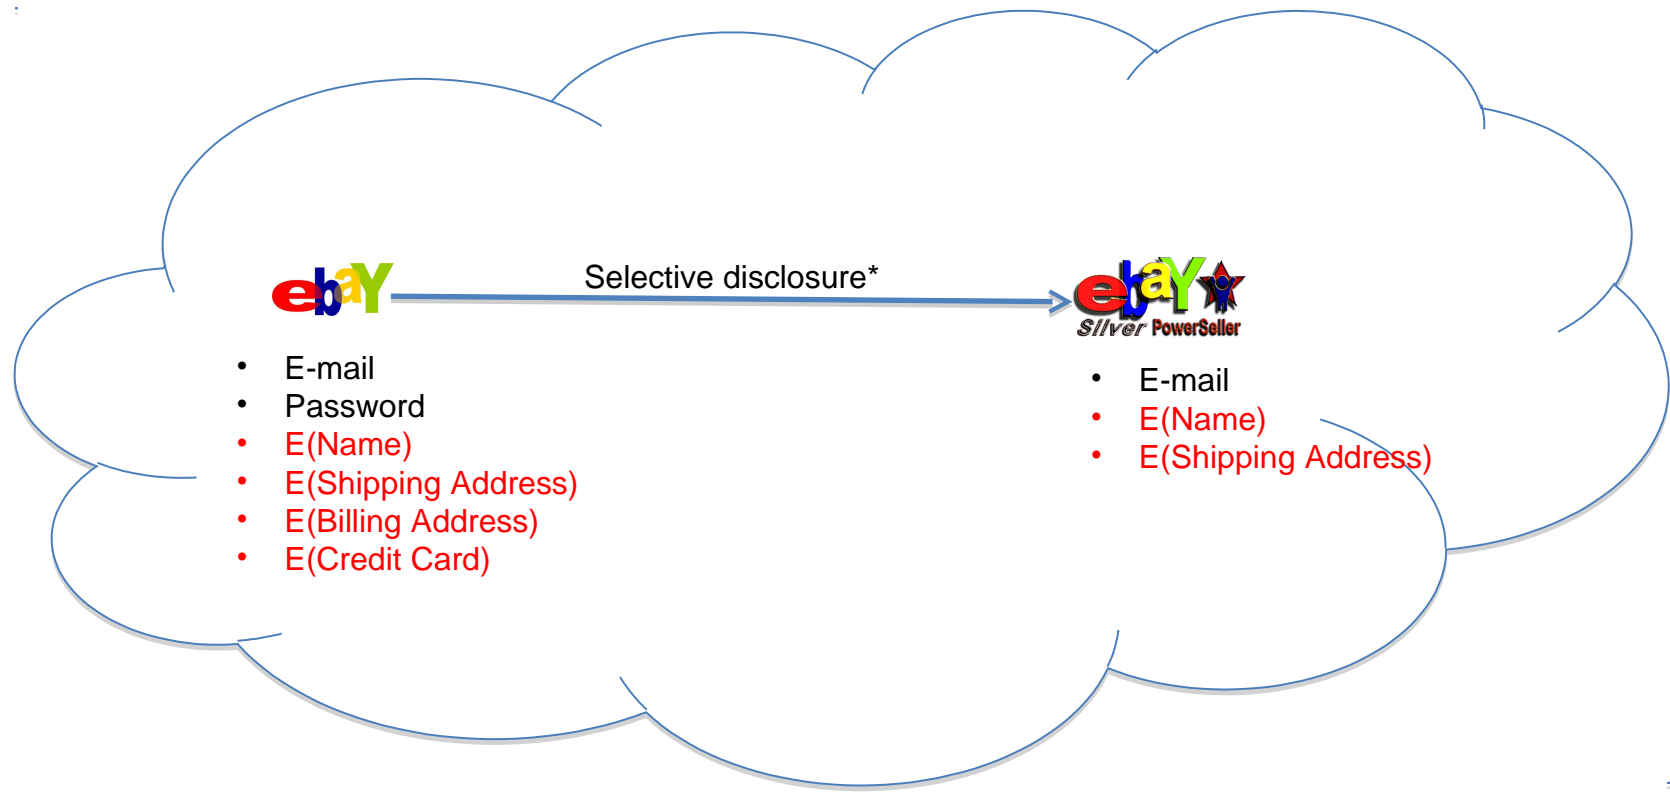 Selective disclosure*
ebaY
ebaY
Silver PowerSeller
• E-mail
• Password
• E(Name)
• E(Shipping Address)
• E(Billing Address)
• E(Credit Card)
• E-mail
• E(Name)
• E(Shipping Address)